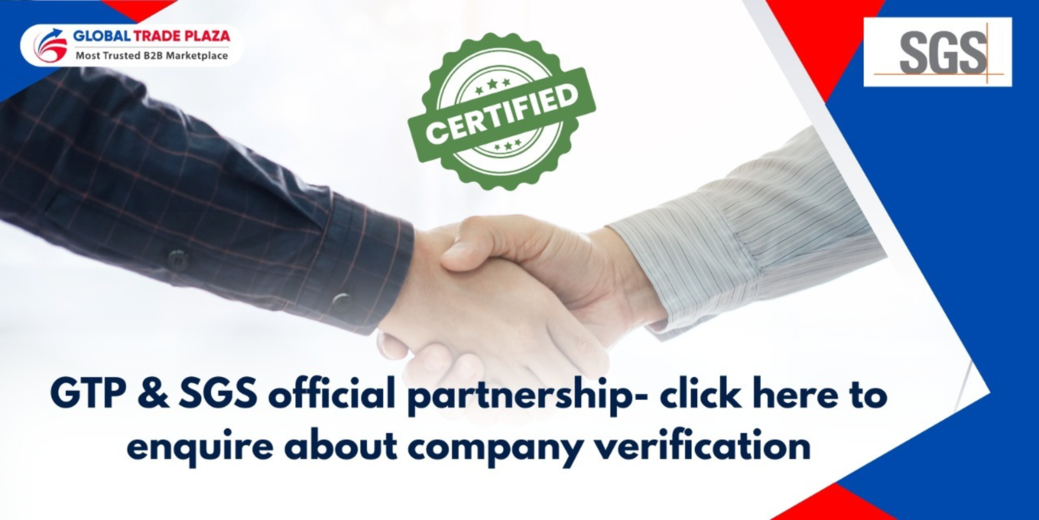 GLOBAL TRADE PLAZA
Most Trusted B2B Marketplace
SGS
CERTIFIED
GTP & SGS official partnership- click here to
enquire about company verification